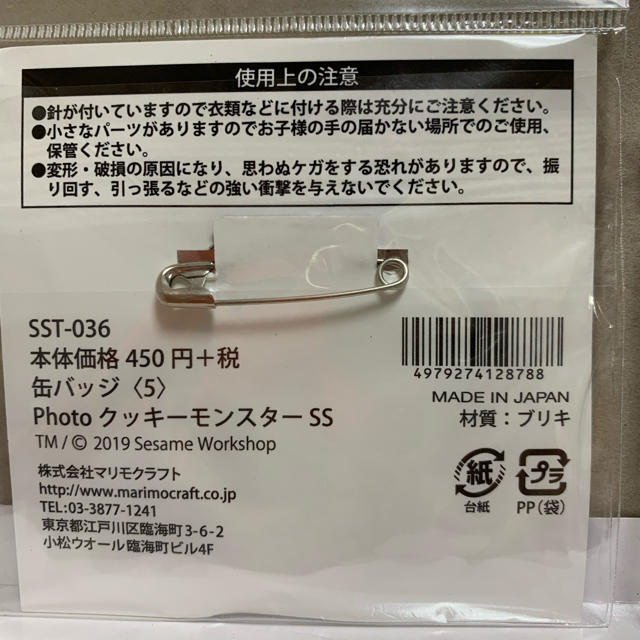 使用上の注意
●針が付いていますので衣類などに付ける際は充分にご注意ください。
●小さなパーツがありますのでお子様の手の届かない場所でのご使用、
保管ください。
●変形・破損の原因になり、思わぬケガをする恐れがありますので、振
り回す、引っ張るなどの強い衝撃を与えないでください。
SST-036
本体価格 450 円＋税
缶バッジ〈5〉
Photo クッキーモンスター SS
TM / © 2019 Sesame Workshop
株式会社マリモクラフト
http://www.marimocraft.co.jp
TEL:03-3877-1241
東京都江戸川区臨海町3-6-2
小松ウオール臨海町ビル4F
4979274128788
MADE IN JAPAN
材質：ブリキ
紙
台紙
プラ
PP(袋)